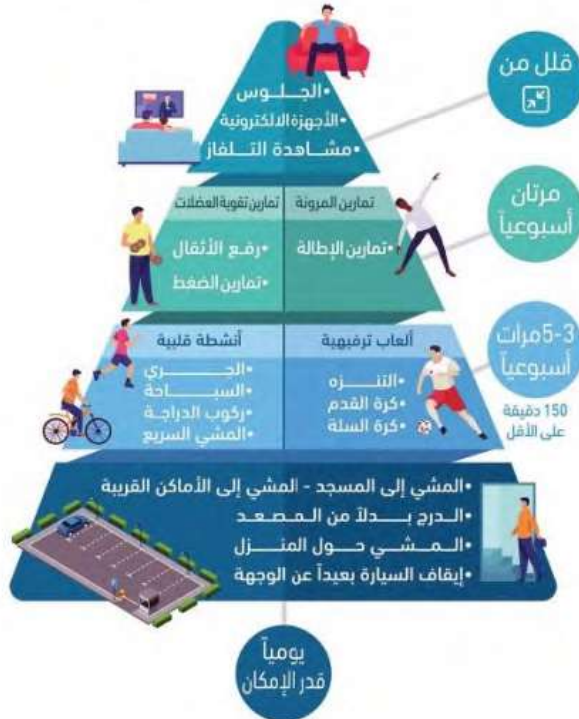 قلل من
•الجلوس
•الأجهزة الالكترونية
•مشاهدة التلفاز
مرتان
أسبوعياً
تمارين المرونة
•تمارين الإطالة
تمارين تقوية العضلات
•رفع الأثقال
•تمارين الضغط
3-5مرات
أسبوعياً
150 دقيقة
على الأقل
ألعاب ترفيهية
•التنزه
•كرة القدم
•كرة السلة
أنشطة قلبية
•الجري
•السباحة
•ركوب الدراجة
•المشي السريع
•المشي إلى المسجد - المشي إلى الأماكن القريبة
•الدرج بدلاً من المصعد
•المشي حول المنزل
•إيقاف السيارة بعيداً عن الوجهة
يومياً
قدر الإمكان